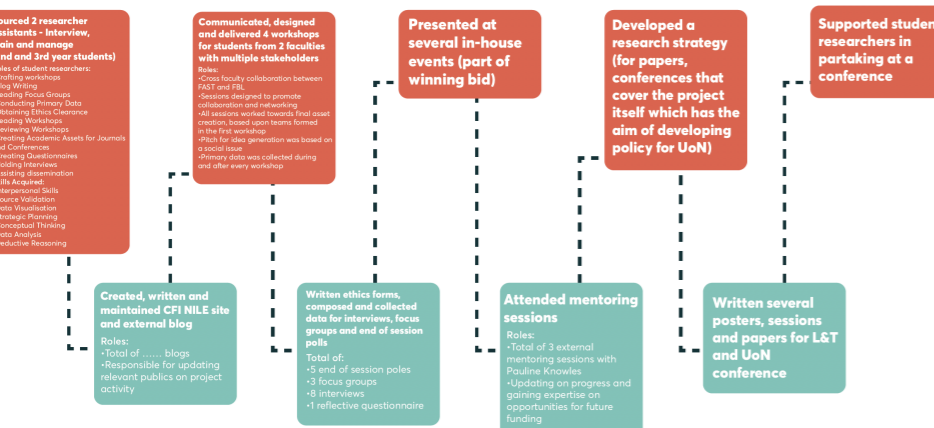 ourced 2 researcher
ssistants - Interview,
ain and manage
nd and 3rd year students)
oles of student researchers:
rafting workshops
log Writing
eading Focus Groups
onducting Primary Data
btaining Ethics Clearance
eading Workshops
eviewing Workshops
reating Academic Assets for Journals
nd Conferences
reating Questionnaires
olding Interviews
ssisting dissemination
kills Acquired:
nterpersonal Skills
ource Validation
ata Visualisation
trategic Planning
onceptual Thinking
ata Analysis
eductive Reasoning
Created, written and
maintained CFI NILE site
and external blog
Roles:
•Total of ...... blogs
•Responsible for updating
relevant publics on project
activity
Communicated, designed
and delivered 4 workshops
for students from 2 faculties
with multiple stakeholders
Roles:
•Cross faculty collaboration between
FAST and FBL
•Sessions designed to promote
collaboration and networking
•All sessions worked towards final asset
creation, based upon teams formed
in the first workshop
•Pitch for idea generation was based on
a social issue
•Primary data was collected during
and after every workshop
Written ethics forms,
composed and collected
data for interviews, focus
groups and end of session
polls
Total of:
•5 end of session poles
•3 focus groups
•8 interviews
•1 reflective questionnaire
Presented at
several in-house
events (part of
winning bid)
Attended mentoring
sessions
Roles:
•Total of 3 external
mentoring sessions with
Pauline Knowles
•Updating on progress and
gaining expertise on
opportunities for future
funding
Developed a
research strategy
(for papers,
conferences that
cover the project
itself which has the
aim of developing
policy for UoN)
Written several
posters, sessions
and papers for L&T
and UoN
conference
Supported studen
researchers in
partaking at a
conference